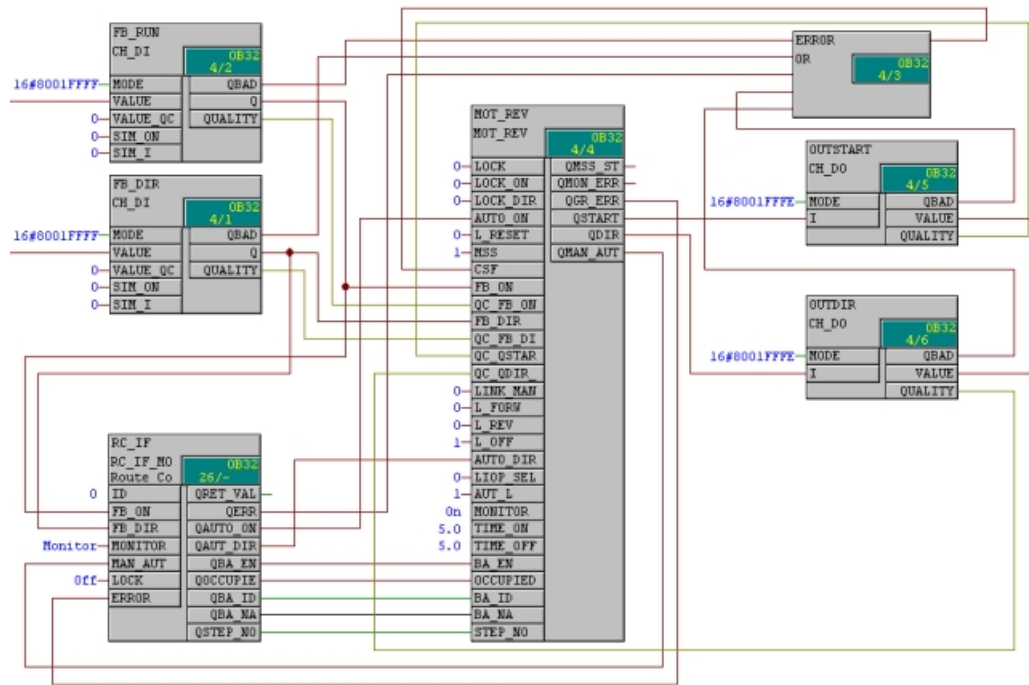 FB_RUN
CH_DI
OB32
4/2
16#8001FFFF MODE QBAD
VALUE Q
0 VALUE_QC QUALITY
0 SIM_ON
0 SIM_I
FB_DIR
CH_DI
OB32
4/1
16#8001FFFF MODE QBAD
VALUE Q
0 VALUE_QC QUALITY
0 SIM_ON
0 SIM_I
RC_IF
RC_IF_MO
Route Co
OB32
26/-
0 ID QRET_VAL
FB_ON QERR
FB_DIR QAUTO_ON
Monitor MONITOR QAUT_DIR
MAN_AUT QBA_EN
Off LOCK QOCCUPIE
ERROR QBA_ID
QBA_NA
QSTEP_NO
MOT_REV
MOT_REV
OB32
4/4
0 LOCK QMSS_ST
0 LOCK_ON QMON_ERR
0 LOCK_DIR QGR_ERR
AUTO_ON QSTART
0 L_RESET QDIR
1 MSS QMAN_AUT
CSF
FB_ON
QC_FB_ON
FB_DIR
QC_FB_DI
QC_QSTAR
QC_QDIR_
0 LINK_MAN
0 L_FORW
0 L_REV
1 L_OFF
AUTO_DIR
0 LIOP_SEL
1 AUT_L
On MONITOR
5.0 TIME_ON
5.0 TIME_OFF
BA_EN
OCCUPIED
BA_ID
BA_NA
STEP_NO
ERROR
OR
OB32
4/3
OUTSTART
CH_DO
OB32
4/5
16#8001FFFE MODE QBAD
I VALUE
QUALITY
OUTDIR
CH_DO
OB32
4/6
16#8001FFFE MODE QBAD
I VALUE
QUALITY